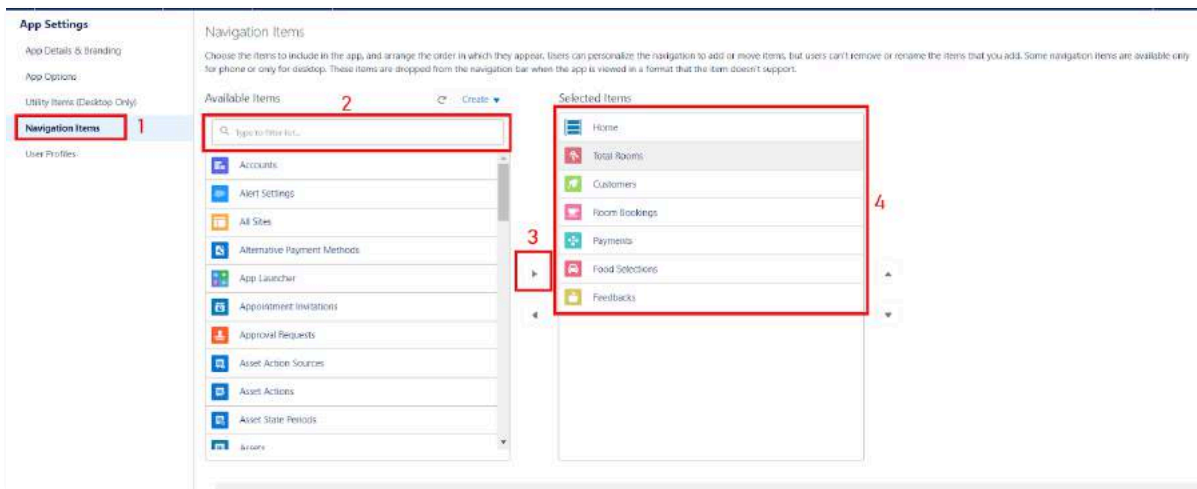 App Settings
App Details & Branding
App Options
Utility Items (Desktop Only)
Navigation Items
1
User Profiles
Navigation Items
Choose the items to include in the app, and arrange the order in which they appear. Users can personalize the navigation to add or move items, but users can't remove or rename the items that you add. Some navigation items are available only
for phone or only for desktop. These items are dropped from the navigation bar when the app is viewed in a format that the item doesn't support.
Available Items
2
Create
Type to filter list...
Accounts
Alert Settings
All Sites
Alternative Payment Methods
App Launcher
Appointment Invitations
Approval Requests
Asset Action Sources
Asset Actions
Asset State Periods
Assets
3
Selected Items
Home
Total Rooms
Customers
Room Bookings
Payments
Food Selections
Feedbacks
4